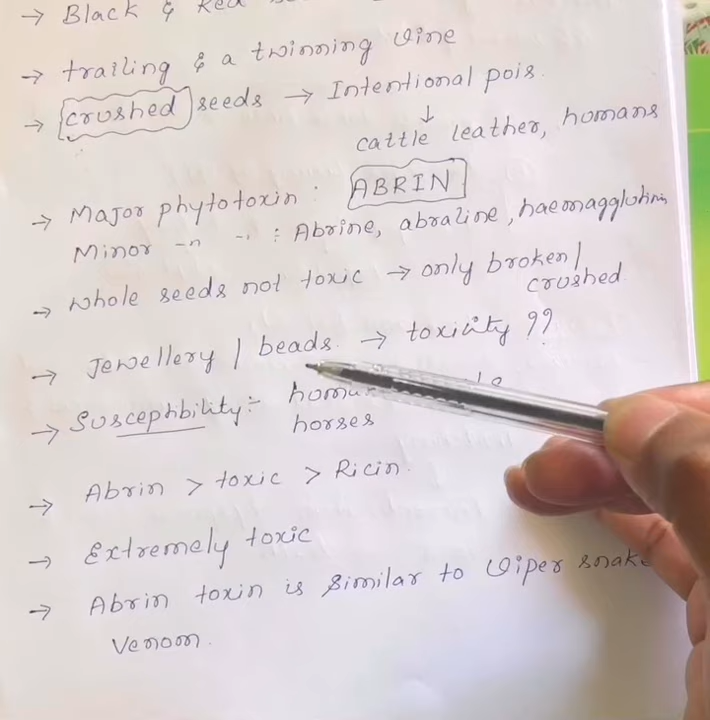 → Black & Red
→ trailing & a twinning vine
→ crushed seeds → Intentional pois.
↓
cattle leather, humans
→ Major phytotoxin : ABRIN
Minor -"- " : Abrine, abraline, haemagglutinin
→ Whole seeds not toxic → only broken/
crushed
→ Jewellery / beads → toxicity ??
→ Suscephbility :-
horses
→ Abrin > toxic > Ricin.
→ Extremely toxic
→ Abrin toxin is similar to Viper snake
Venom.